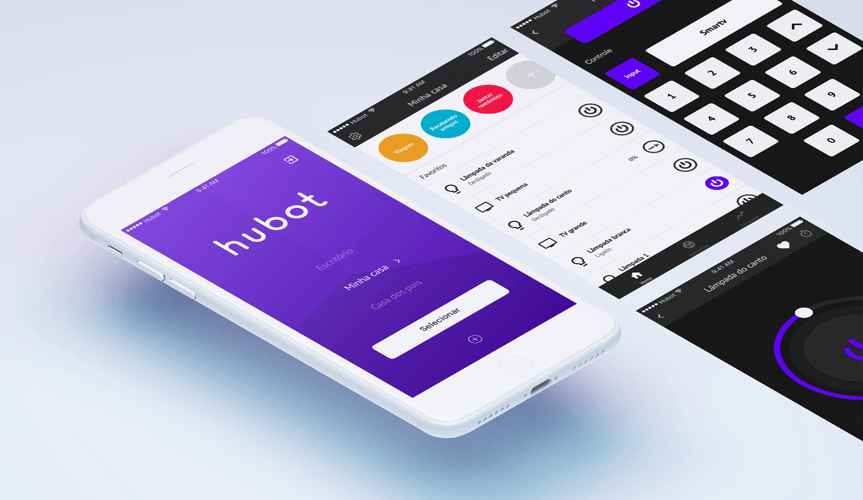 Hubot
9:41 AM
100%
hubot
Escritório
Minha casa
Casa dos pais
Selecionar
Hubot
9:41 AM
100%
Minha casa
Editar
Viagem
Recebendo
amigos
Jantar
romântico
+
Favoritos
Lâmpada da varanda
Desligado
TV pequena
Lâmpada do canto
Desligado
0%
TV grande
Lâmpada branca
Ligado
Lâmpada 1
Home
Hubot
Controle
Smartv
Input
1
2
3
4
5
6
7
8
9
0
Hubot
9:41 AM
100%
Lâmpada do canto